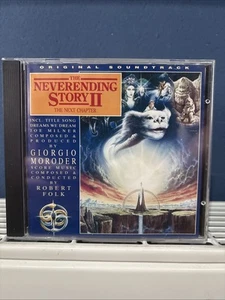 ORIGINAL SOUNDTRACK
THE
NEVERENDING
STORY II
THE NEXT CHAPTER
INCL. TITLE SONG
DREAMS WE DREAM
JOE MILNER
COMPOSED &
PRODUCED
BY
GIORGIO
MORODER
SCORE MUSIC
COMPOSED &
CONDUCTED
BY
ROBERT
FOLK